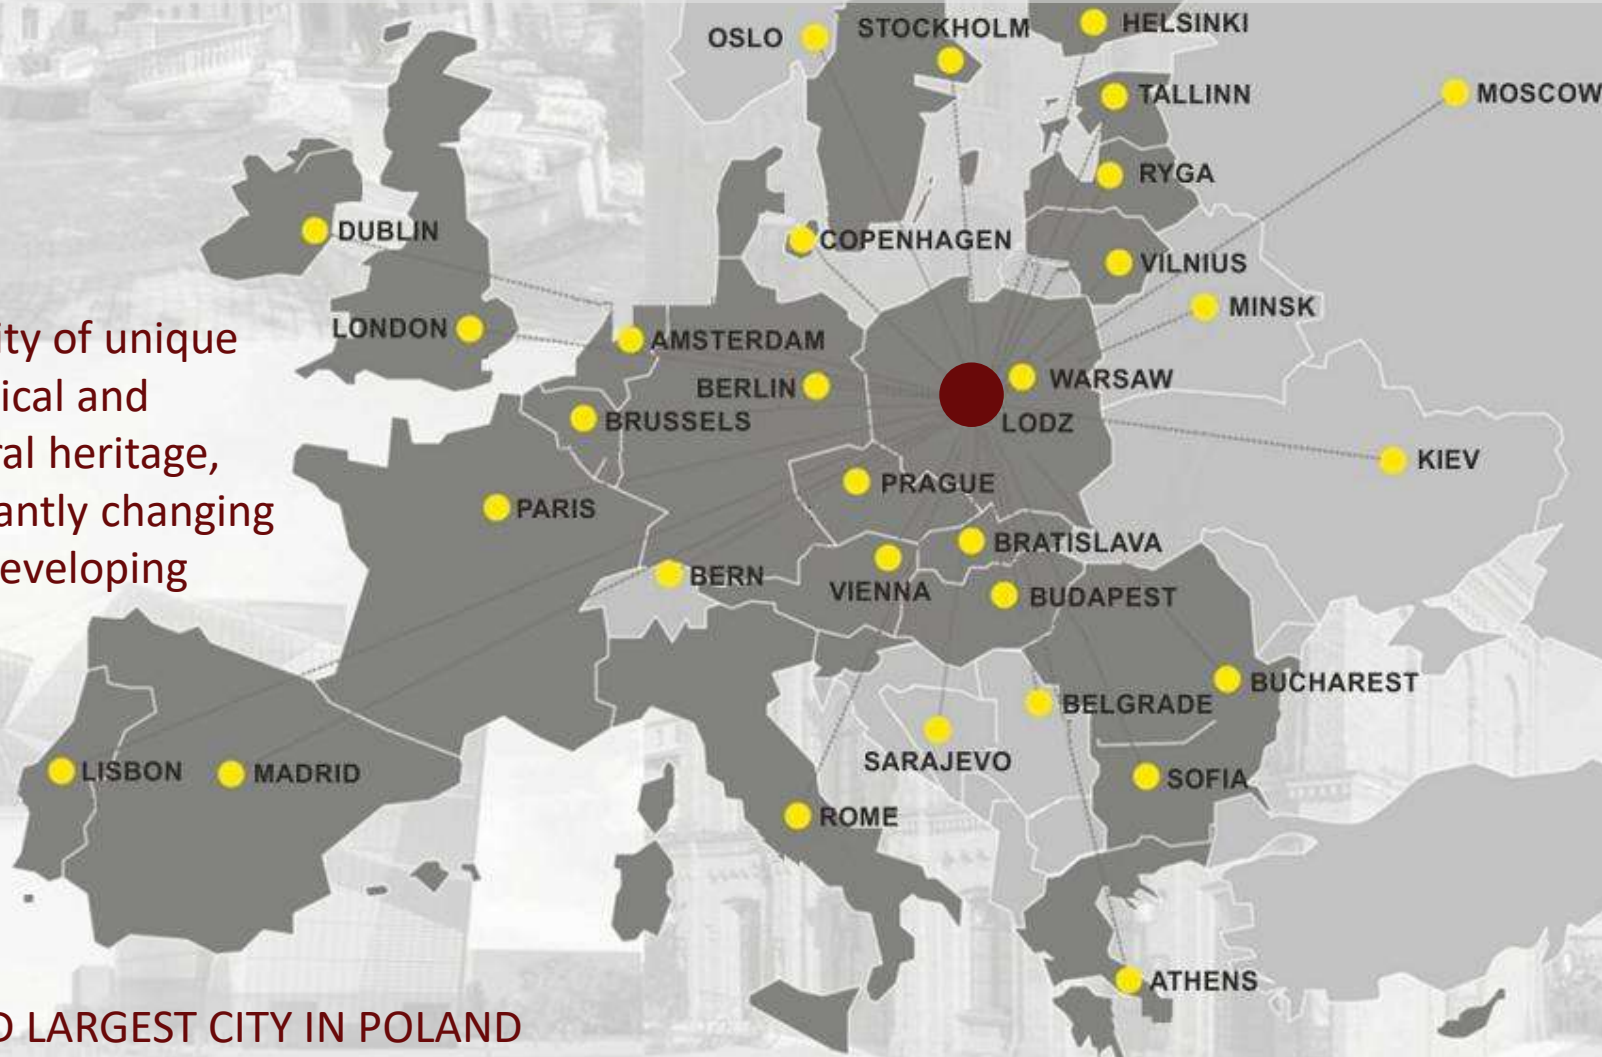 OSLO
STOCKHOLM
HELSINKI
TALLINN
MOSCOW
RYGA
DUBLIN
COPENHAGEN
VILNIUS
MINSK
LONDON
AMSTERDAM
WARSAW
BERLIN
BRUSSELS
LODZ
KIEV
PRAGUE
PARIS
BRATISLAVA
BERN
VIENNA
BUDAPEST
BUCHAREST
BELGRADE
SARAJEVO
SOFIA
LISBON
MADRID
ROME
ATHENS
ity of unique
ical and
ral heritage,
antly changing
eveloping
D LARGEST CITY IN POLAND